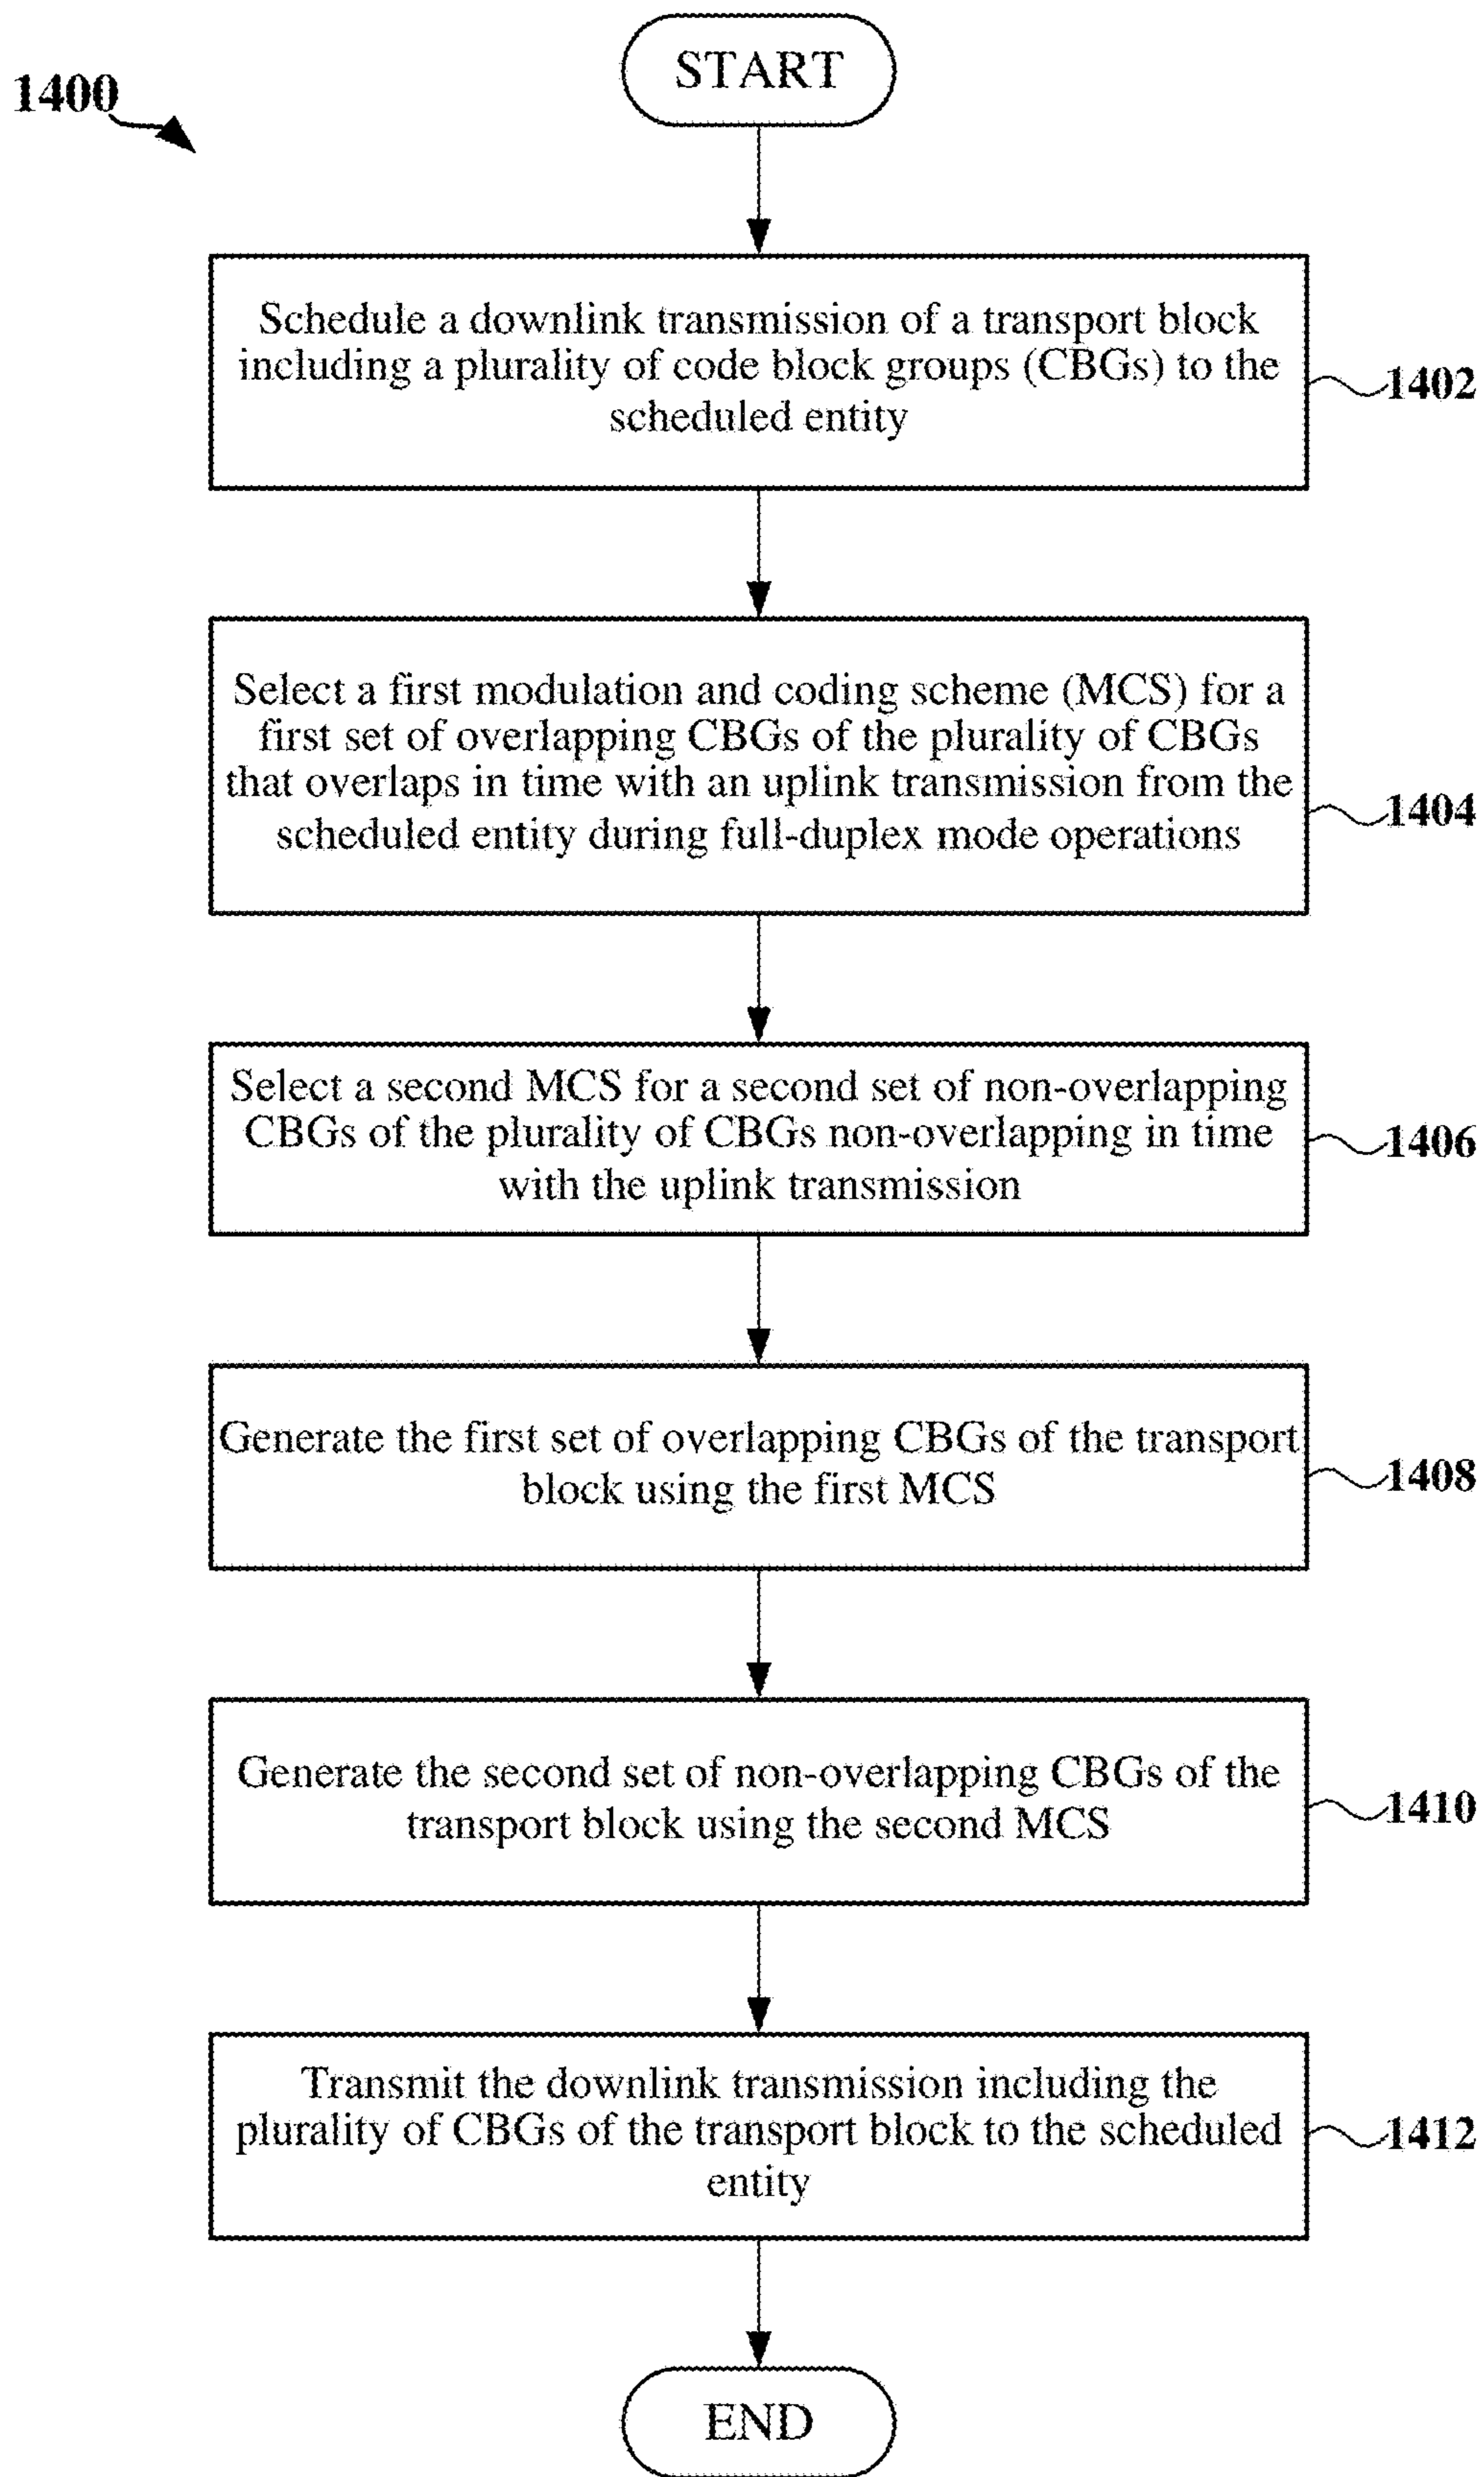 START
1400
Schedule a downlink transmission of a transport block
including a plurality of code block groups (CBGs) to the
scheduled entity
1402
Select a first modulation and coding scheme (MCS) for a
first set of overlapping CBGs of the plurality of CBGs
that overlaps in time with an uplink transmission from the
scheduled entity during full-duplex mode operations
1404
Select a second MCS for a second set of non-overlapping
CBGs of the plurality of CBGs non-overlapping in time
with the uplink transmission
1406
Generate the first set of overlapping CBGs of the transport
block using the first MCS
1408
Generate the second set of non-overlapping CBGs of the
transport block using the second MCS
1410
Transmit the downlink transmission including the
plurality of CBGs of the transport block to the scheduled
entity
1412
END